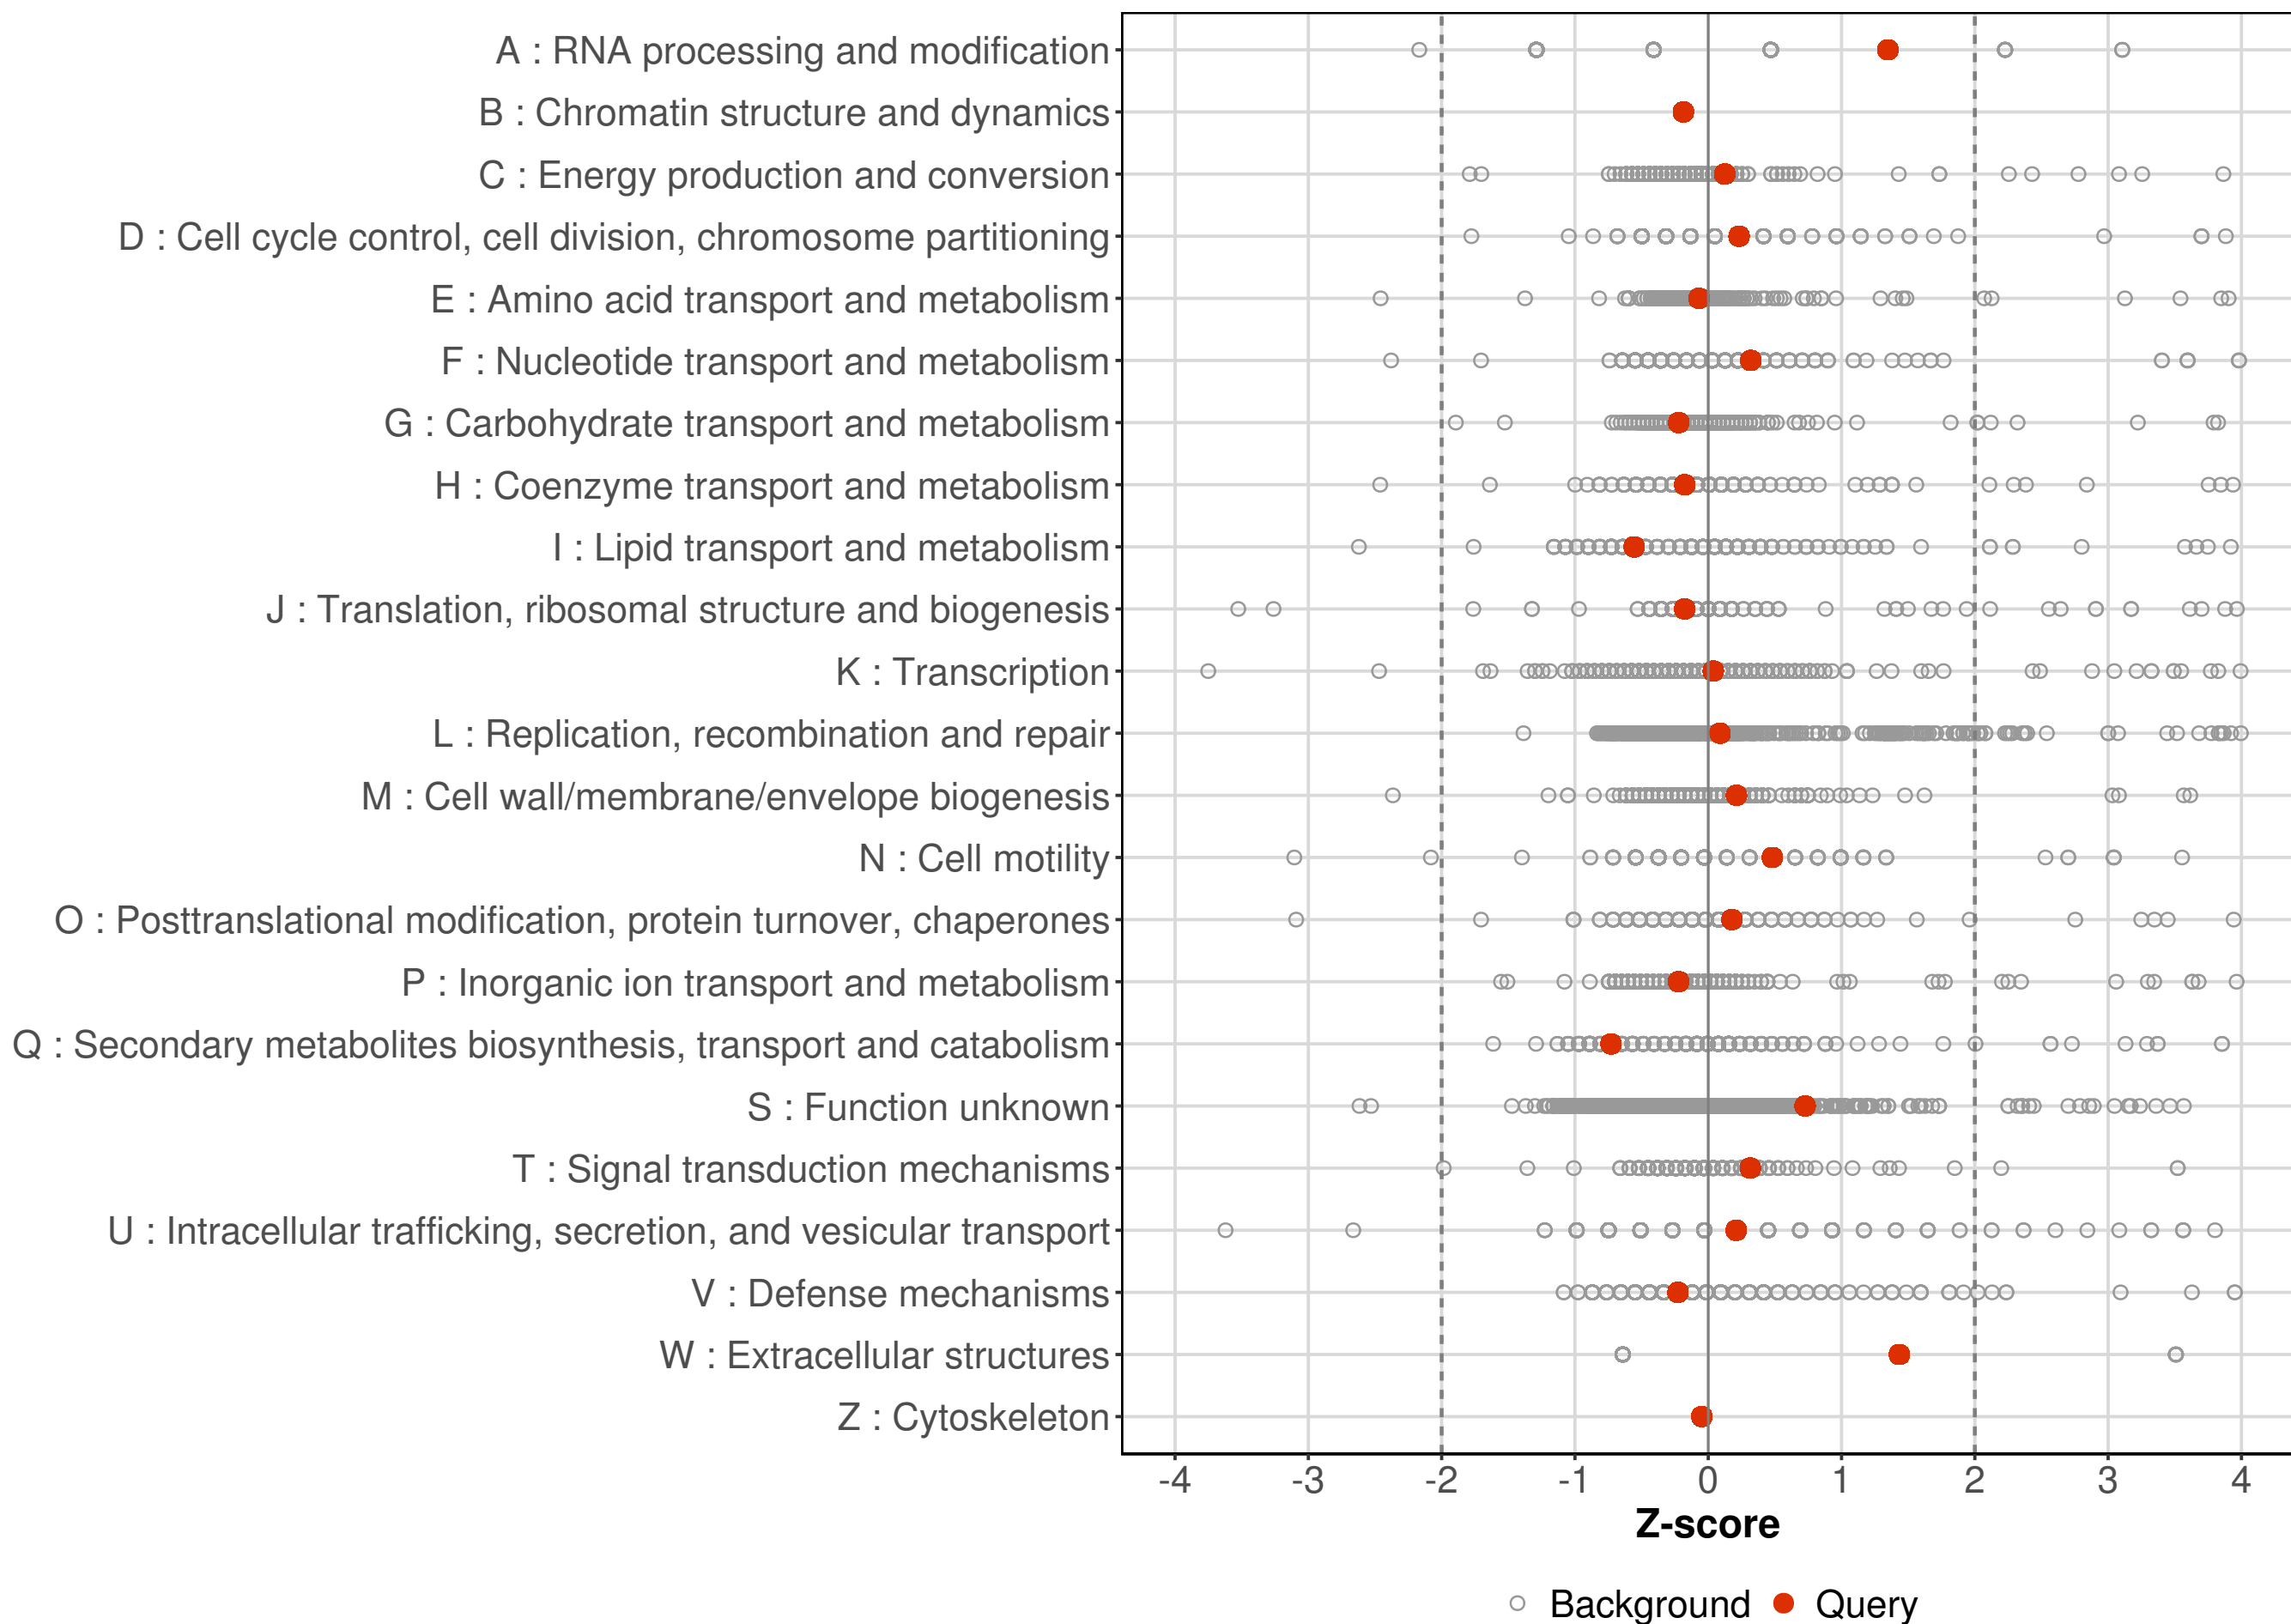 A : RNA processing and modification
B : Chromatin structure and dynamics
C : Energy production and conversion
D : Cell cycle control, cell division, chromosome partitioning
E : Amino acid transport and metabolism
F : Nucleotide transport and metabolism
G : Carbohydrate transport and metabolism
H : Coenzyme transport and metabolism
I : Lipid transport and metabolism
J : Translation, ribosomal structure and biogenesis
K : Transcription
L : Replication, recombination and repair
M : Cell wall/membrane/envelope biogenesis
N : Cell motility
O : Posttranslational modification, protein turnover, chaperones
P : Inorganic ion transport and metabolism
Q : Secondary metabolites biosynthesis, transport and catabolism
S : Function unknown
T : Signal transduction mechanisms
U : Intracellular trafficking, secretion, and vesicular transport
V : Defense mechanisms
W : Extracellular structures
Z : Cytoskeleton
-4 -3 -2 -1 0 1 2 3 4
Z-score
Background Query